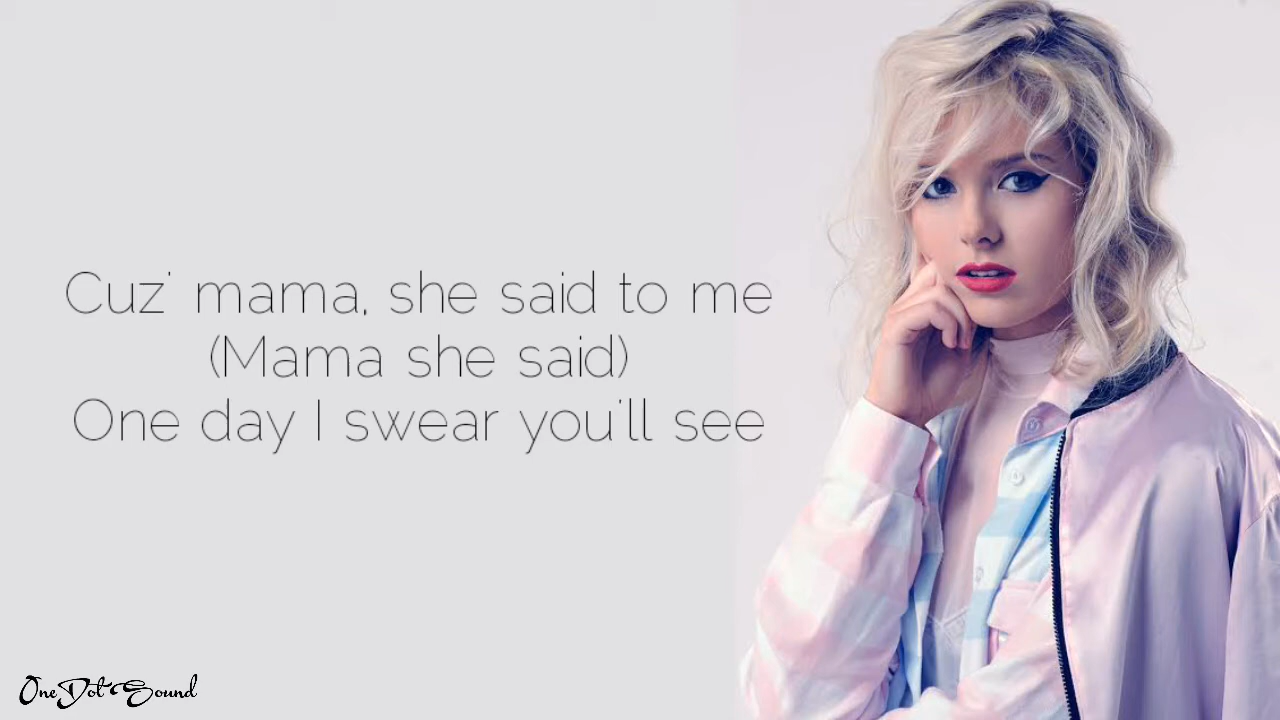 Cuz' mama, she said to me
(Mama she said)
One day I swear you'll see
OneDotSound